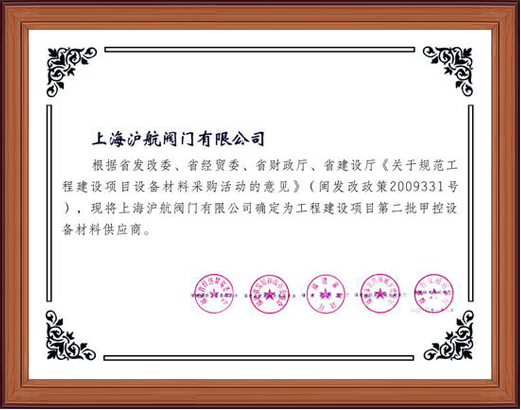 上海沪航阀门有限公司
根据省发改委、省经贸委、省财政厅、省建设厅《关于规范工
程建设项目设备材料采购活动的意见》（闽发改政策2009331号
），现将上海沪航阀门有限公司确定为工程建设项目第二批甲控设
备材料供应商。